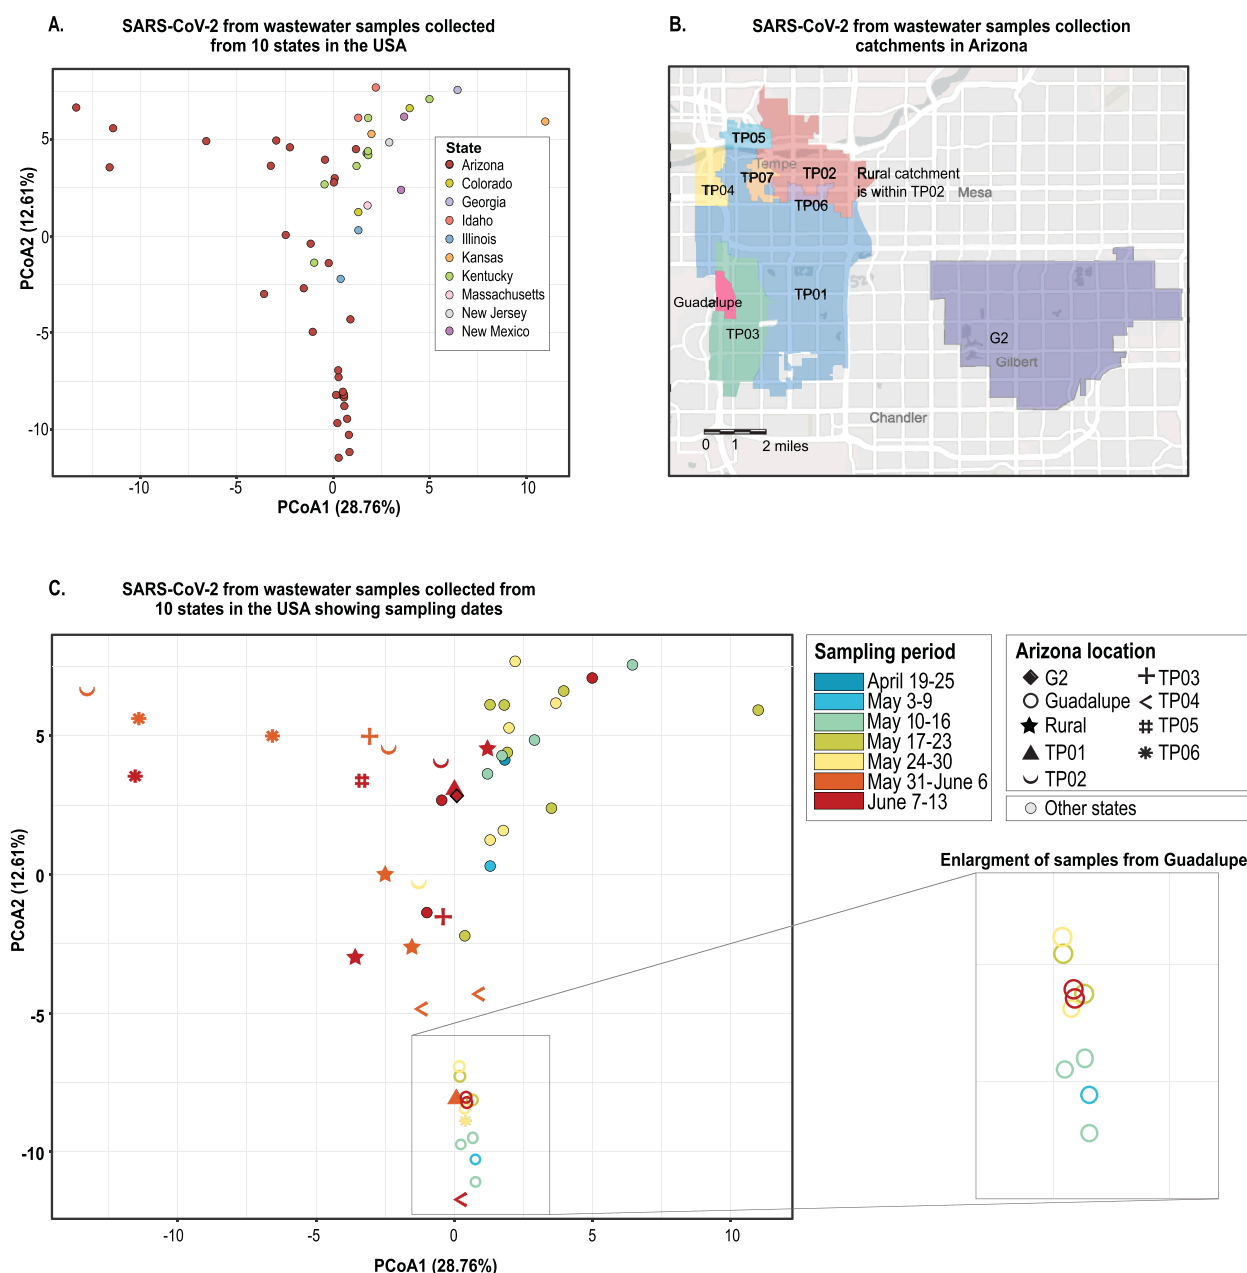 A.
SARS-CoV-2 from wastewater samples collected
from 10 states in the USA
PCoA2 (12.61%)
5
0
-5
-10
-10
-5
0
5
10
PCoA1 (28.76%)
State
Arizona
Colorado
Georgia
Idaho
Illinois
Kansas
Kentucky
Massachusetts
New Jersey
New Mexico
B.
SARS-CoV-2 from wastewater samples collection
catchments in Arizona
TP05
Tempe
TP04
TP07
TP02
Rural catchment
is within TP02
TP06
Mesa
TP01
Guadalupe
TP03
G2
Gilbert
Chandler
0 1 2 miles
C.
SARS-CoV-2 from wastewater samples collected from
10 states in the USA showing sampling dates
PCoA2 (12.61%)
5
0
-5
-10
-10
-5
0
5
10
PCoA1 (28.76%)
Sampling period
April 19-25
May 3-9
May 10-16
May 17-23
May 24-30
May 31-June 6
June 7-13
Arizona location
G2
Guadalupe
Rural
TP01
TP02
TP03
TP04
TP05
TP06
Other states
Enlargment of samples from Guadalupe